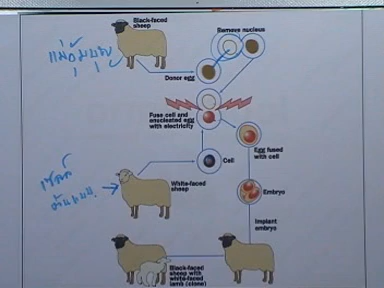 Black-faced
sheep
Remove nucleus
Donor egg
Fuse cell and
enucleated egg
with electricity
Egg fused
with cell
Cell
White-faced
sheep
Embryo
Implant
embryo
Black-faced
sheep with
white-faced
lamb (clone)
แม่อุ้มบุญ
เซลล์
ต้นแบบ